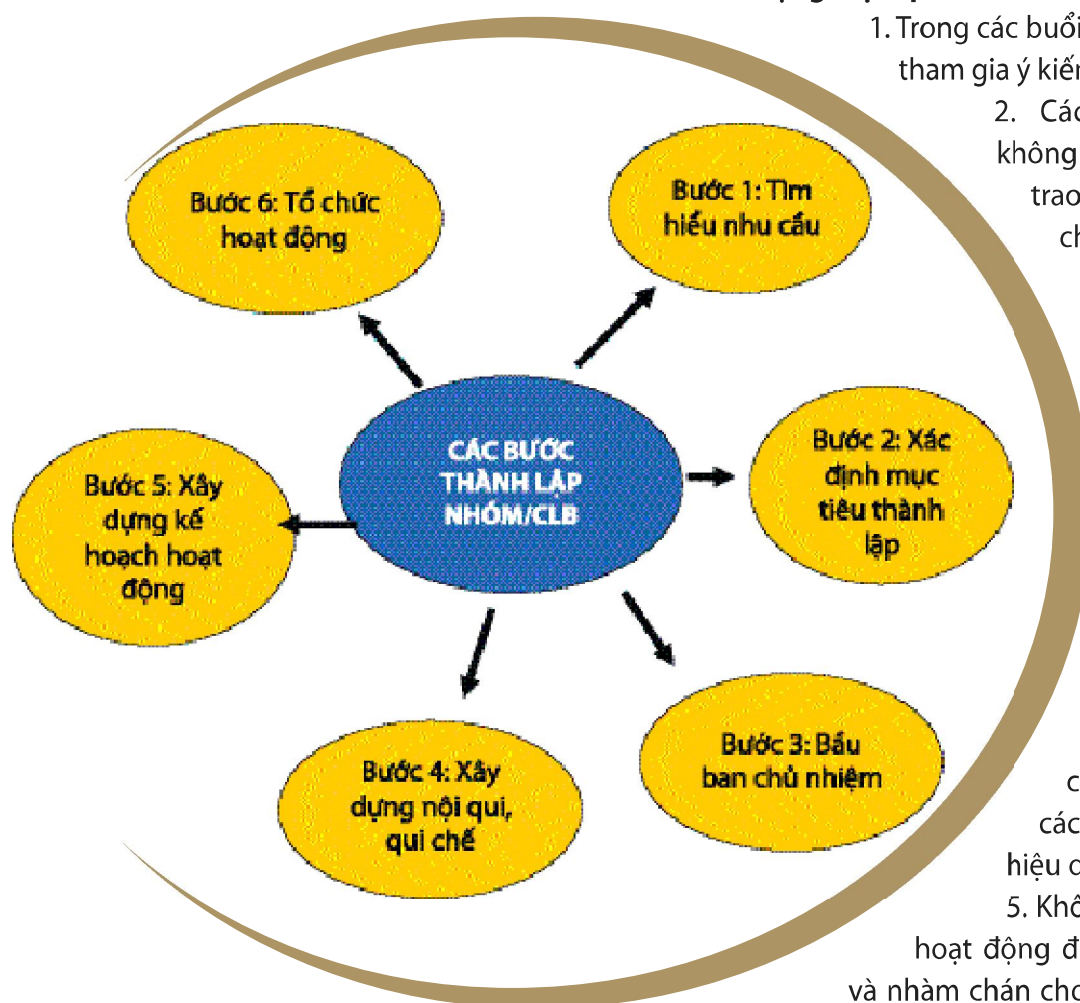 1. Trong các buổi
tham gia ý kiến
2. Các
không
trao
Bước 6: Tổ chức
hoạt động
Bước 1: Tìm
hiểu nhu cầu
CÁC BƯỚC
THÀNH LẬP
NHÓM/CLB
Bước 2: Xác
định mục
tiêu thành
lập
Bước 5: Xây
dựng kế
hoạch hoạt
động
Bước 3: Bầu
ban chủ nhiệm
Bước 4: Xây
dựng nội qui,
qui chế
các
hiệu
5. Khô
hoạt động
và nhàm chán cho